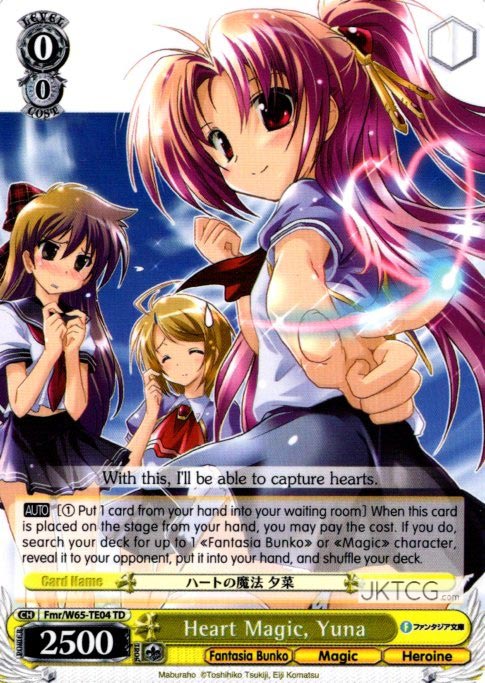 LEVEL
0
0
COST
With this, I'll be able to capture hearts.
AUTO [① Put 1 card from your hand into your waiting room] When this card
is placed on the stage from your hand, you may pay the cost. If you do,
search your deck for up to 1 «Fantasia Bunko» or «Magic» character,
reveal it to your opponent, put it into your hand, and shuffle your deck.
Card Name
ハートの魔法 夕菜
JKTCG.com
CH Fmr/W65-TE04 TD
POWER 2500 SOUL
Heart Magic, Yuna
ファンタジア文庫
Fantasia Bunko Magic Heroine
Maburaho ©Toshihiko Tsukiji, Eiji Komatsu